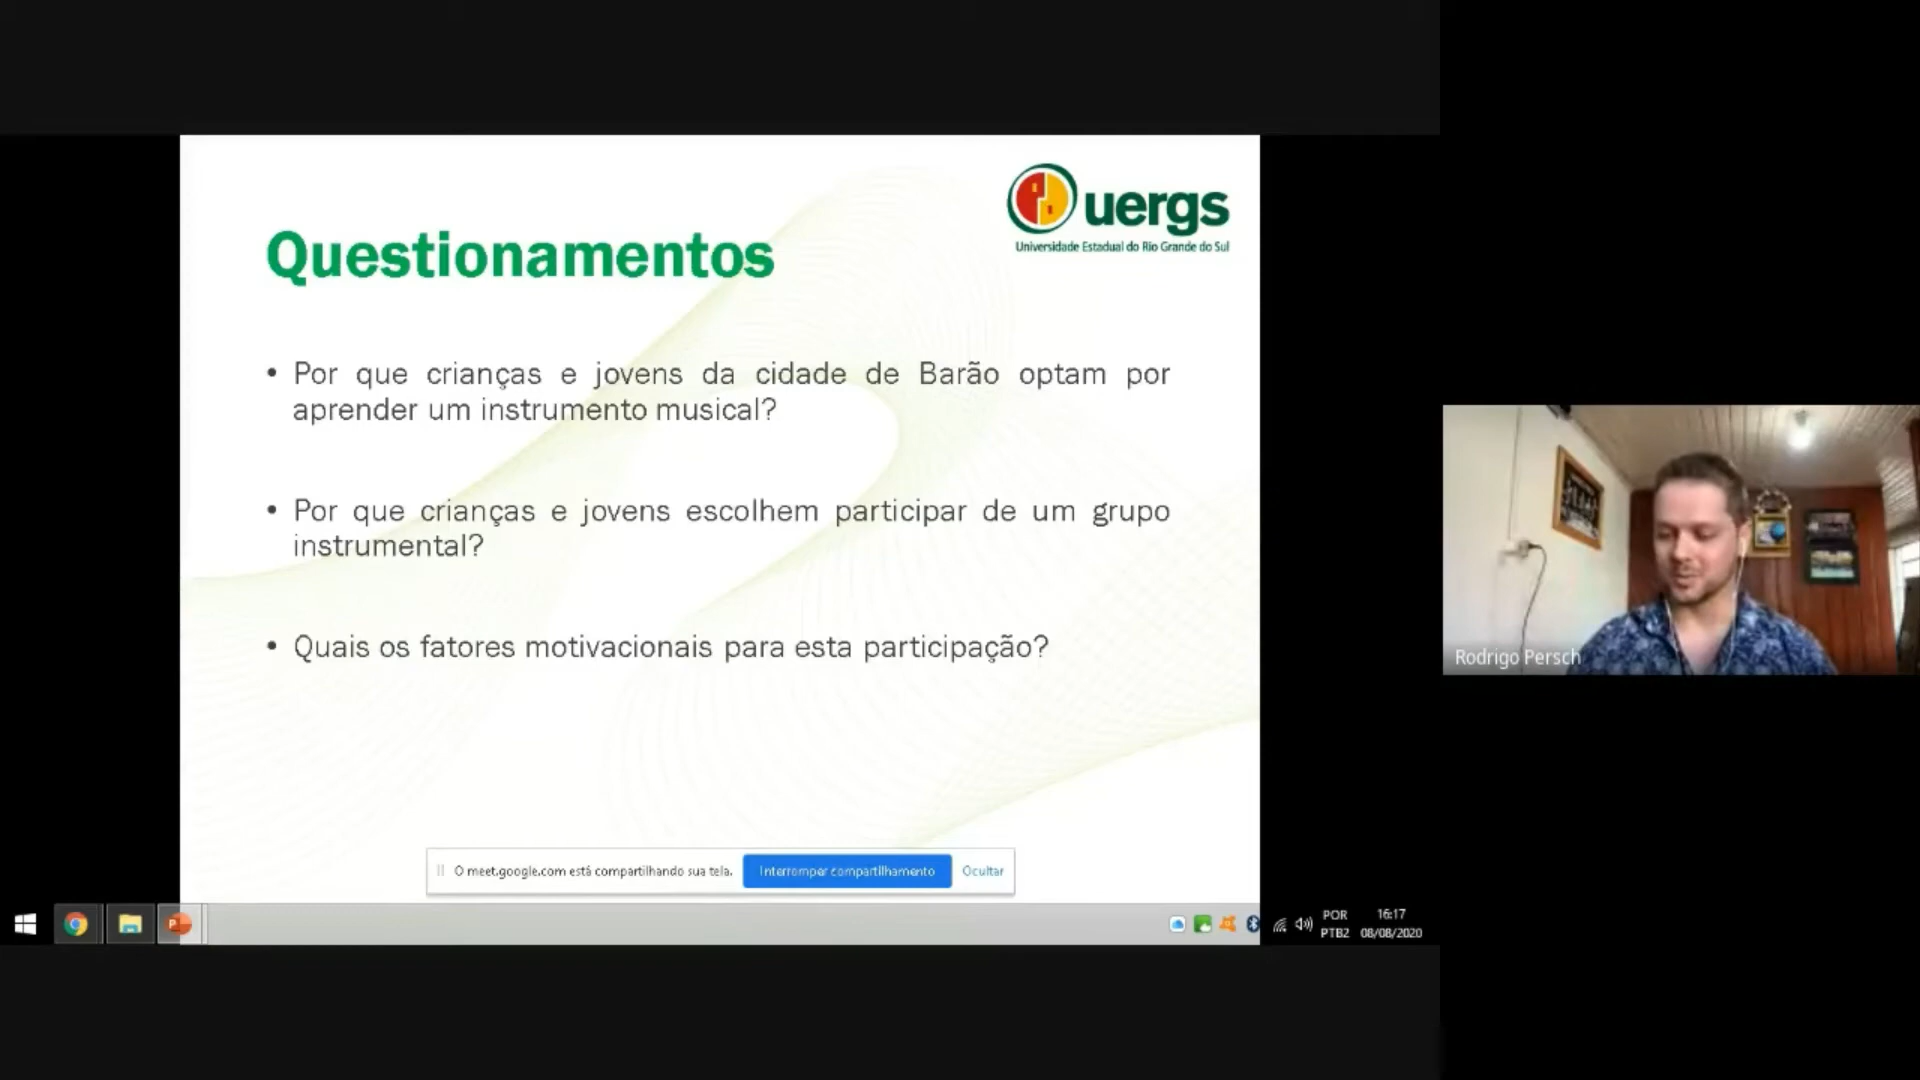 uergs
Universidade Estadual do Rio Grande do Sul
Questionamentos
• Por que crianças e jovens da cidade de Barão optam por
aprender um instrumento musical?
• Por que crianças e jovens escolhem participar de um grupo
instrumental?
• Quais os fatores motivacionais para esta participação?
Rodrigo Persch
O meet.google.com está compartilhando sua tela.
Interromper compartilhamento
Ocultar
POR
PTB2
16:17
08/08/2020